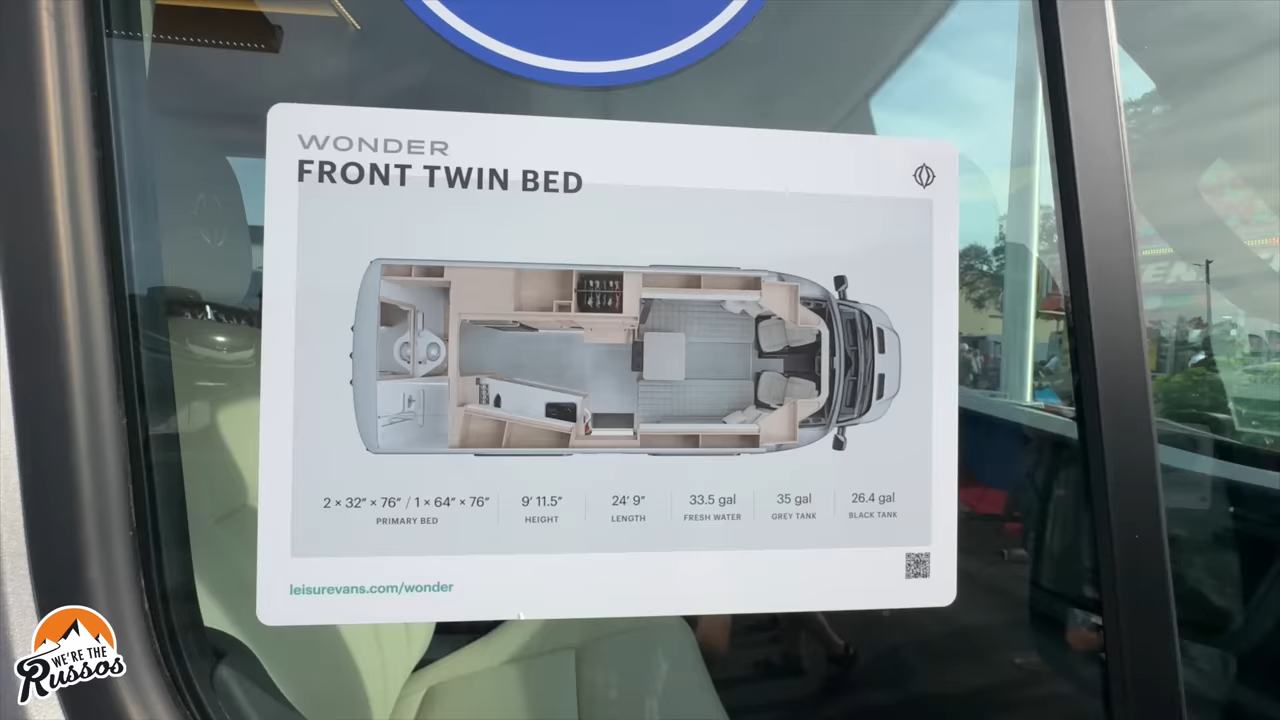 WONDER
FRONT TWIN BED
2 × 32″ × 76″ / 1 × 64″ × 76″
PRIMARY BED
9′ 11.5″
HEIGHT
24′ 9″
LENGTH
33.5 gal
FRESH WATER
35 gal
GREY TANK
26.4 gal
BLACK TANK
leisurevans.com/wonder
WE'RE THE
RUSSOS